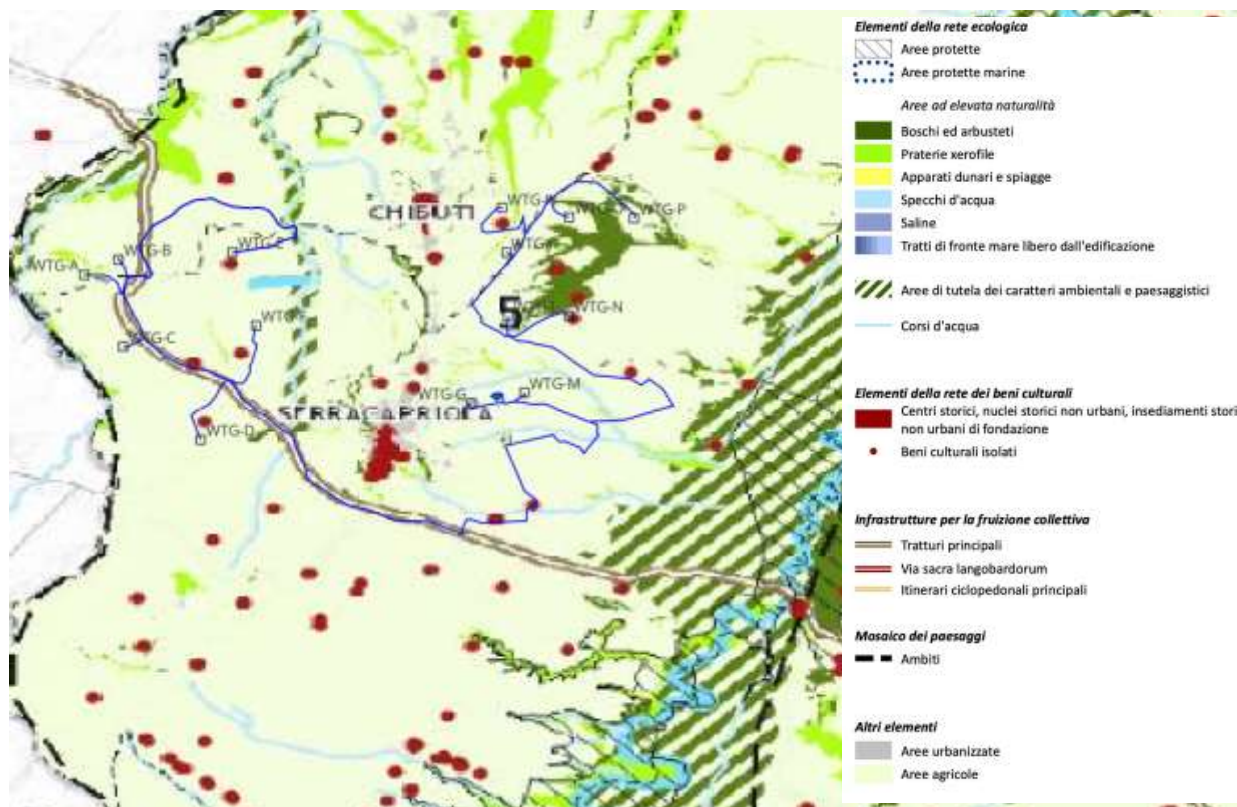 CHIEUTI
WTG-P
WTG-B
WTG-A
5
WTG-N
WTG-C
WTG-M
WTG-G
SERRACAPRIOLA
WTG-D
Elementi della rete ecologica
Aree protette
Aree protette marine
Aree ad elevata naturalità
Boschi ed arbusteti
Praterie xerofile
Apparati dunari e spiagge
Specchi d'acqua
Saline
Tratti di fronte mare libero dall'edificazione
Aree di tutela dei caratteri ambientali e paesaggistici
Corsi d'acqua
Elementi della rete dei beni culturali
Centri storici, nuclei storici non urbani, insediamenti stori
non urbani di fondazione
Beni culturali isolati
Infrastrutture per la fruizione collettiva
Tratturi principali
Via sacra langobardorum
Itinerari ciclopedonali principali
Mosaico dei paesaggi
Ambiti
Altri elementi
Aree urbanizzate
Aree agricole